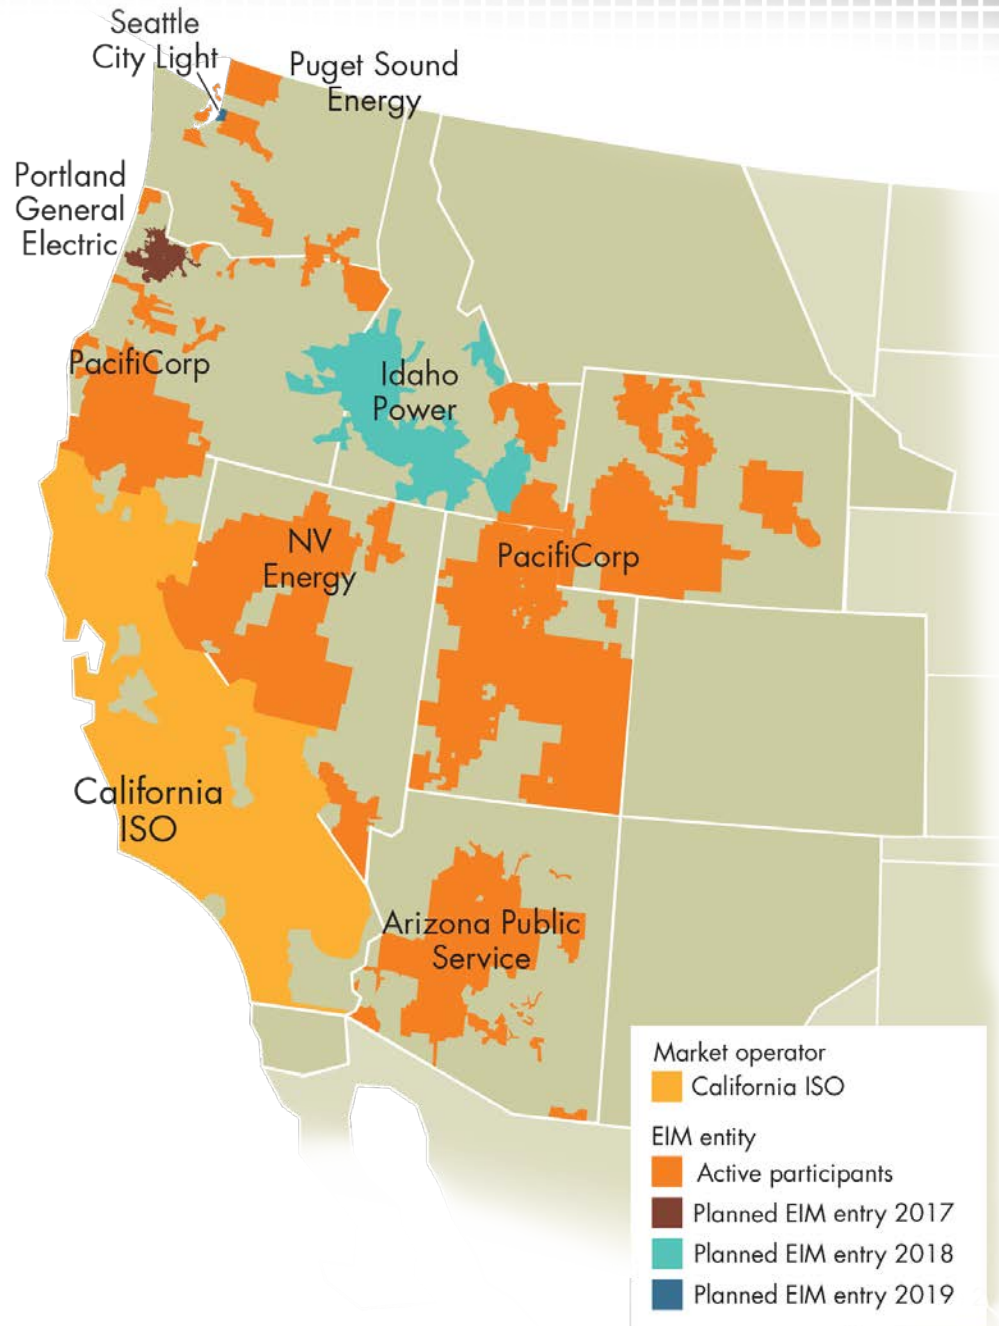 Seattle
City Light
Puget Sound
Energy
Portland
General
Electric
PacifiCorp
Idaho
Power
NV
Energy
PacifiCorp
California
ISO
Arizona Public
Service
Market operator
California ISO
EIM entity
Active participants
Planned EIM entry 2017
Planned EIM entry 2018
Planned EIM entry 2019